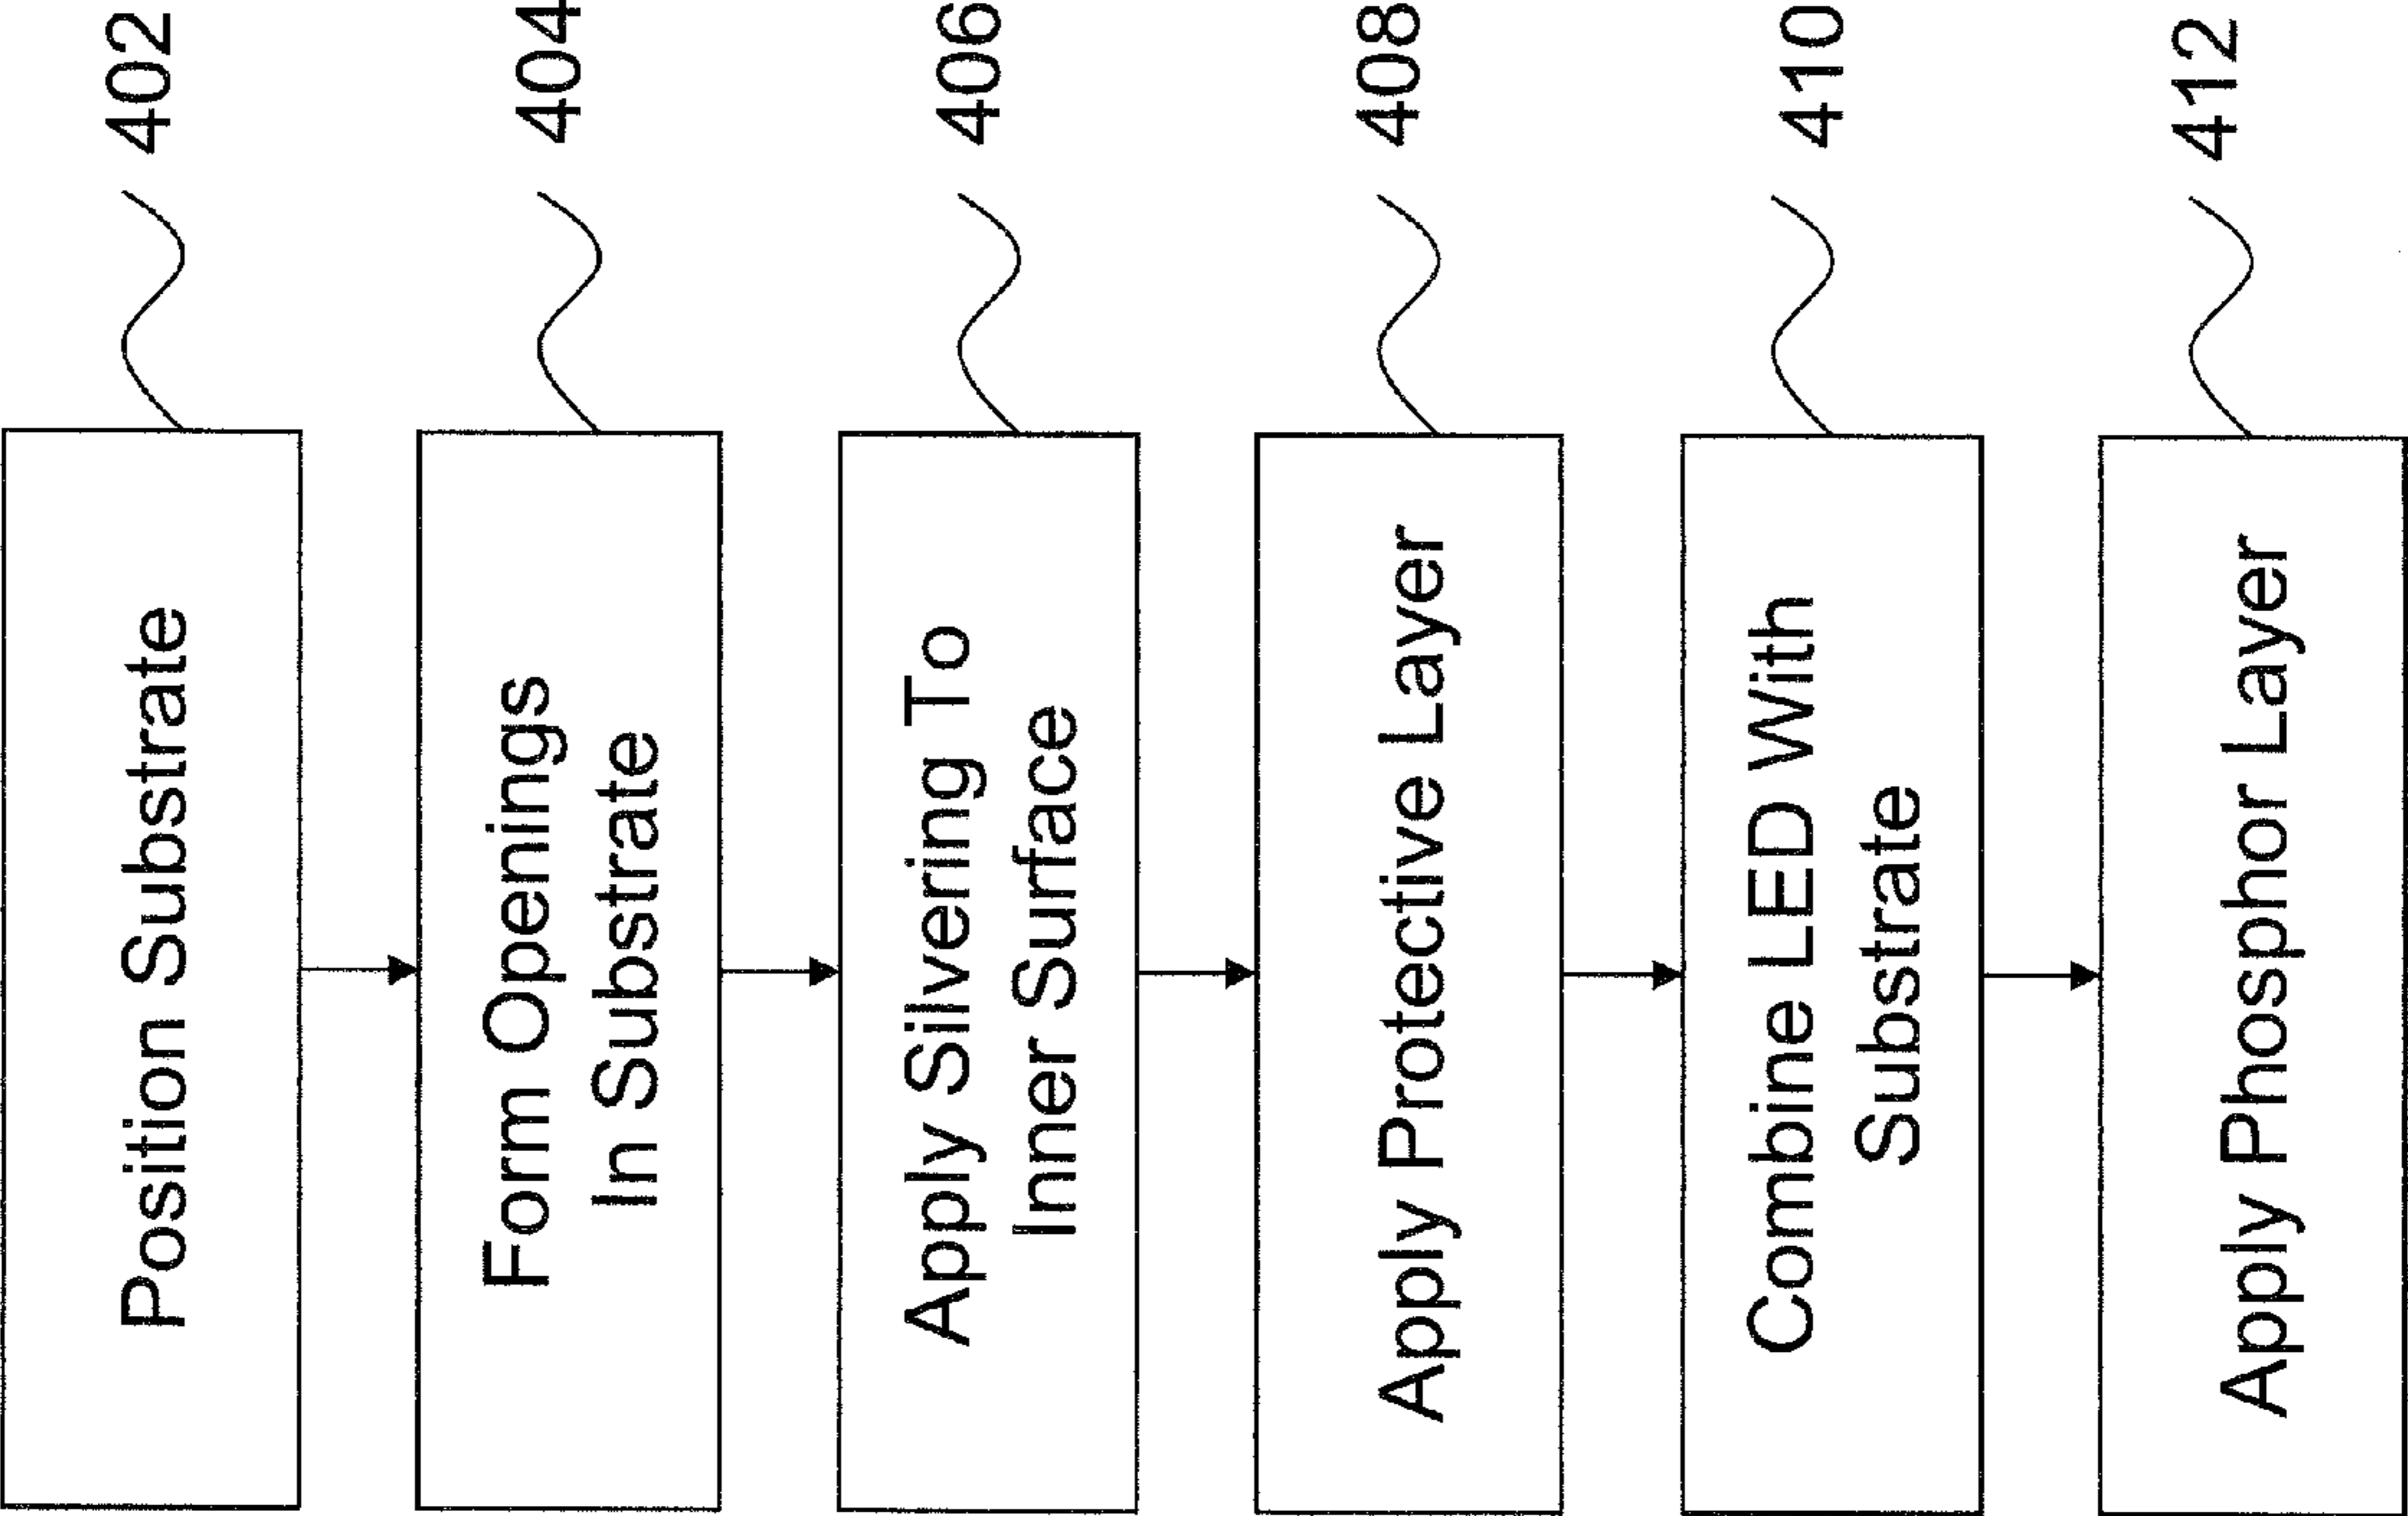 Position Substrate
402
Form Openings
In Substrate
404
Apply Silvering To
Inner Surface
406
Apply Protective Layer
408
Combine LED With
Substrate
410
Apply Phosphor Layer
412